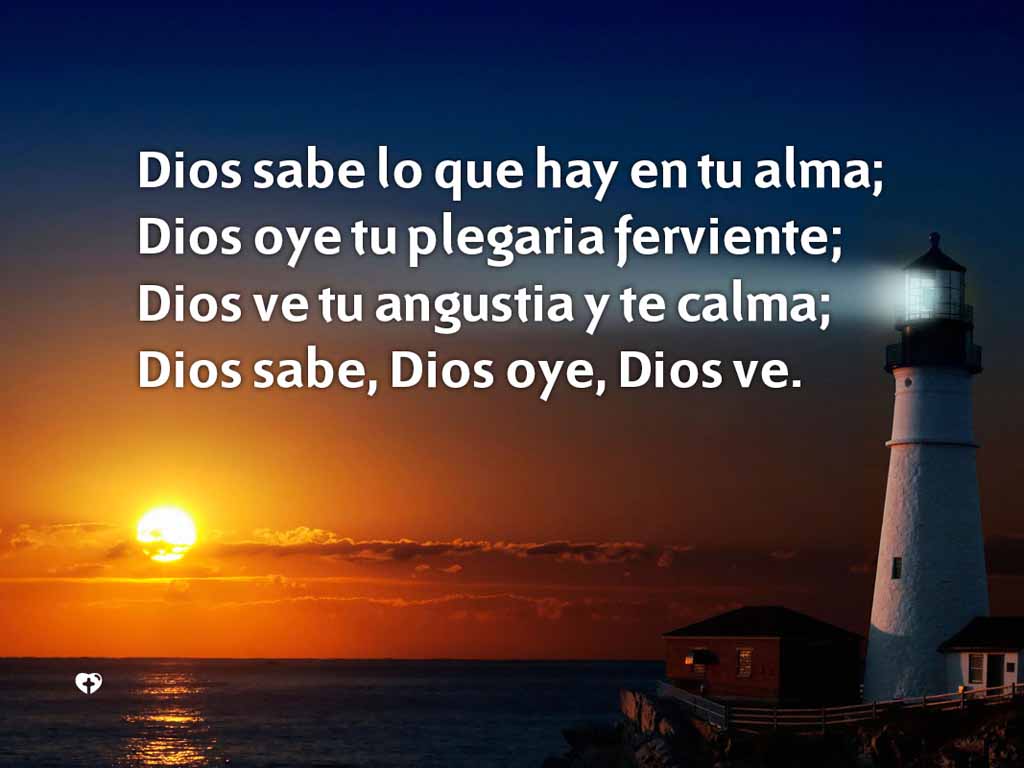 Dios sabe lo que hay en tu alma;
Dios oye tu plegaria ferviente;
Dios ve tu angustia y te calma;
Dios sabe, Dios oye, Dios ve.